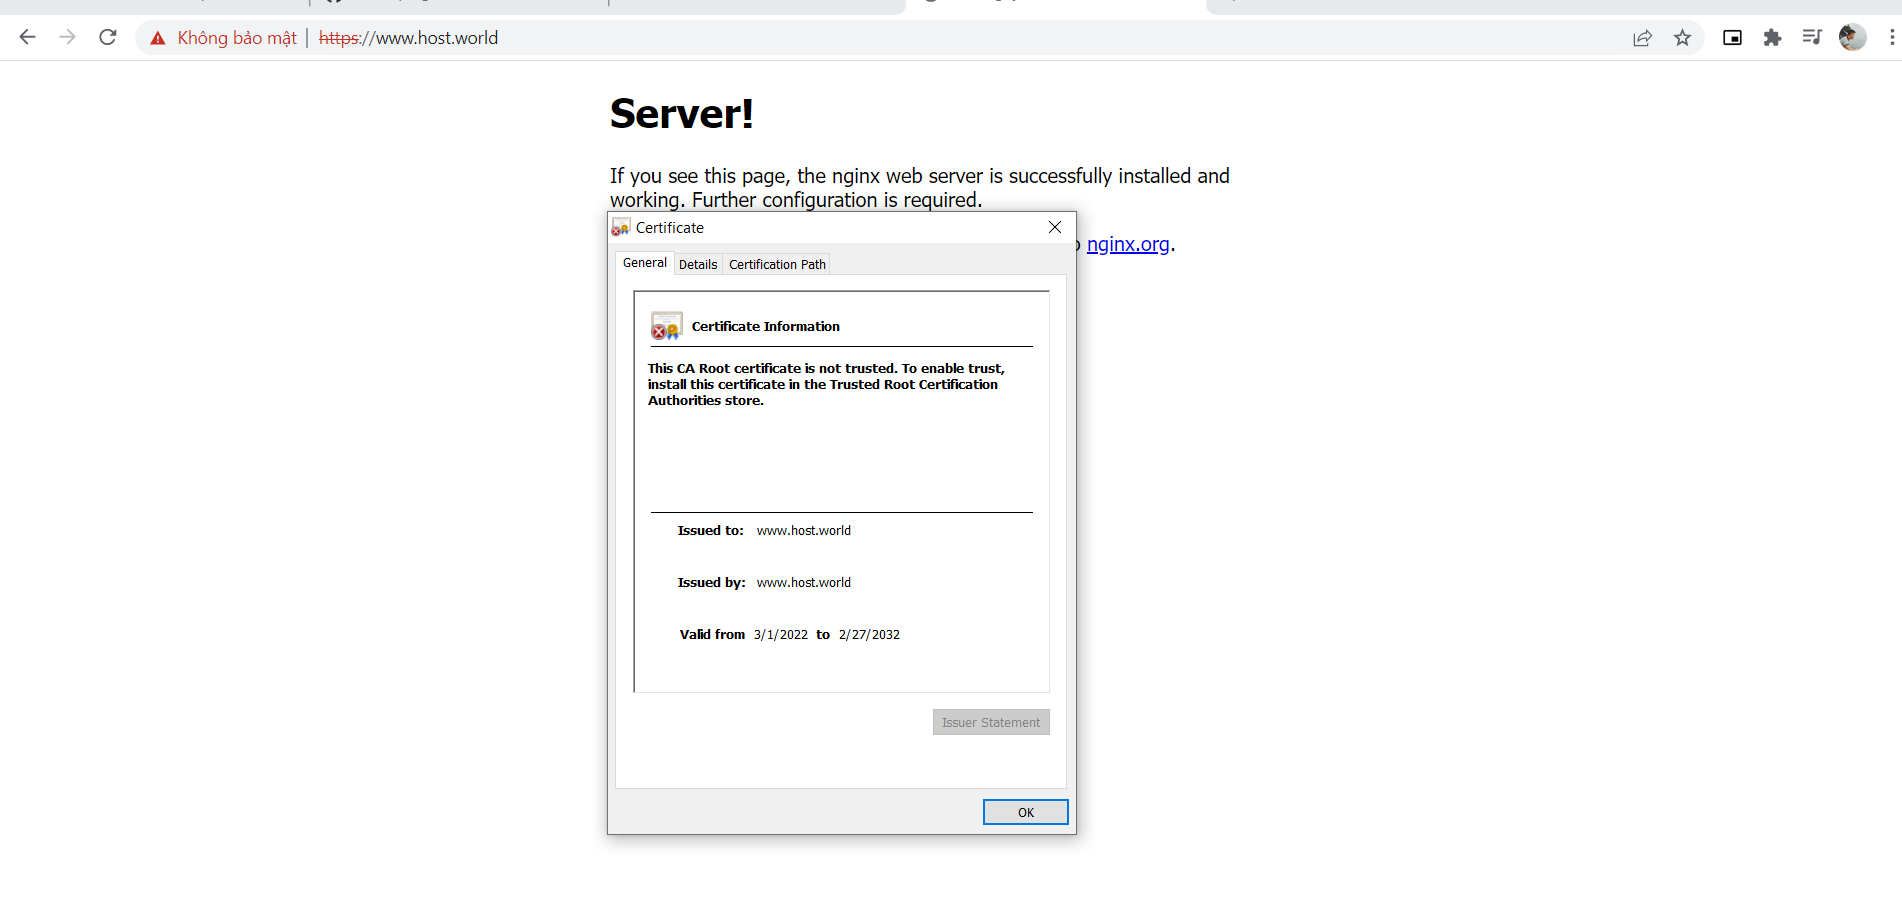 Không bảo mật | https://www.host.world
Server!
If you see this page, the nginx web server is successfully installed and
working. Further configuration is required.
nginx.org.
Certificate
General Details Certification Path
Certificate Information
This CA Root certificate is not trusted. To enable trust,
install this certificate in the Trusted Root Certification
Authorities store.
Issued to: www.host.world
Issued by: www.host.world
Valid from 3/1/2022 to 2/27/2032
Issuer Statement
OK